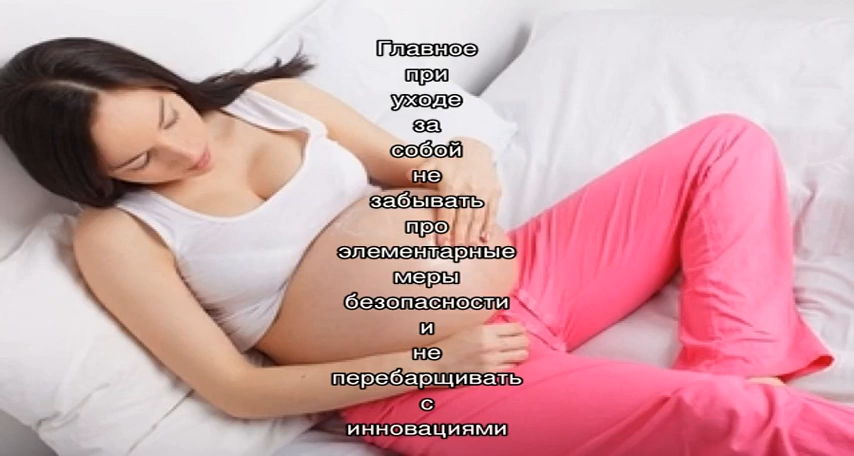 Главное
при
уходе
за
собой
не
забывать
про
элементарные
меры
безопасности
и
не
перебарщивать
с
инновациями